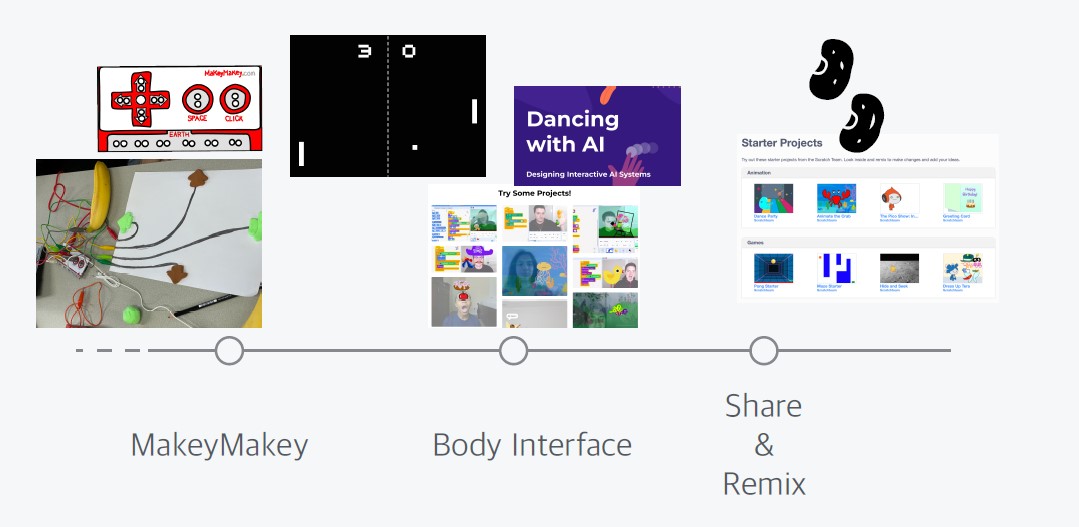 MaKeyMaKey.com
SPACE
CLICK
EARTH
3 0
Dancing
with AI
Designing Interactive AI Systems
Try Some Projects!
Starter Projects
Try out these starter projects from the Scratch Team. Look inside and remix to make changes and add your ideas.
Animation
Dance Party
Animate the Crab
The Pico Show: In...
Greeting Card
Games
Pong Starter
Maze Starter
Hide and Seek
Dress Up Tera
MakeyMakey
Body Interface
Share
&
Remix